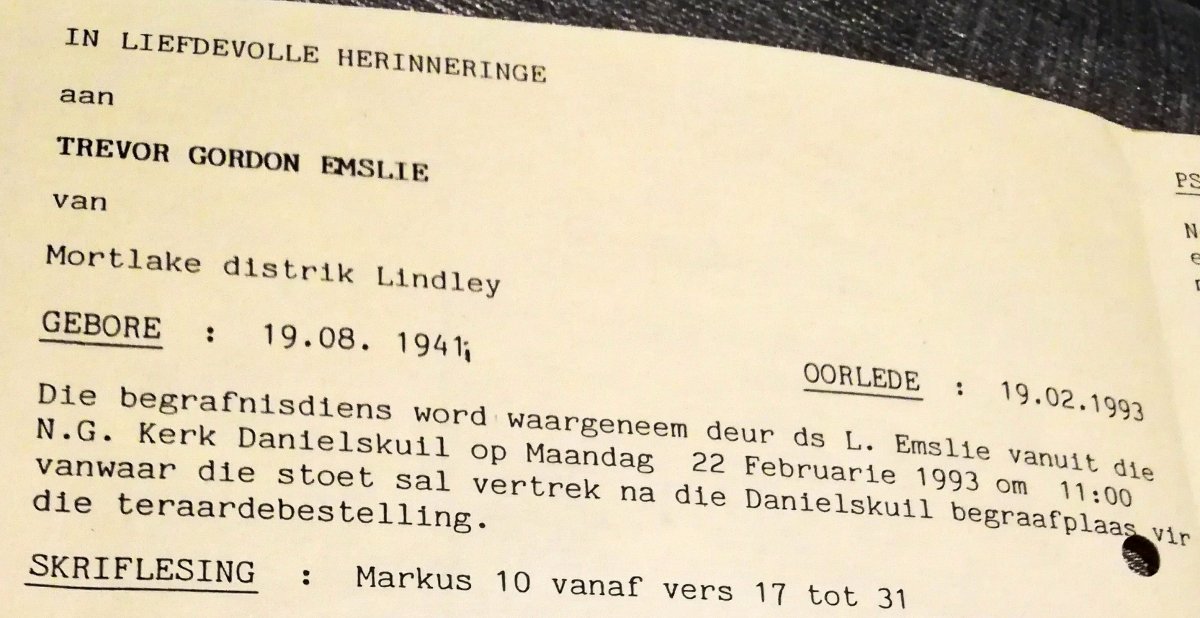 IN LIEFDEVOLLE HERINNERINGE
aan
TREVOR GORDON EMSLIE
van
Mortlake distrik Lindley
GEBORE : 19.08. 1941;
OORLEDE : 19.02.1993
Die begrafnisdiens word waargeneem deur ds L. Emslie vanuit die
N.G. Kerk Danielskuil op Maandag 22 Februarie 1993 om 11:00
vanwaar die stoet sal vertrek na die Danielskuil begraafplaas vir
die teraardebestelling.
SKRIFLESING : Markus 10 vanaf vers 17 tot 31